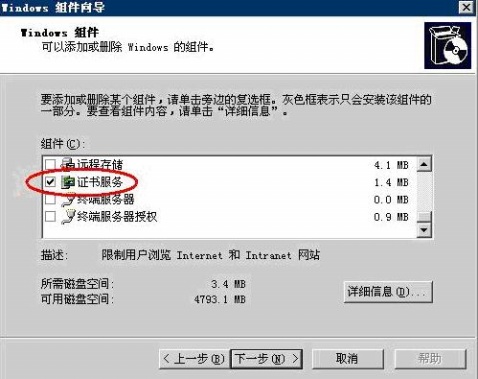 Windows 组件向导
Windows 组件
可以添加或删除 Windows 的组件。
要添加或删除某个组件，请单击旁边的复选框。灰色框表示只会安装该组件的
一部分。要查看组件内容，请单击“详细信息”。
组件(C):
远程存储 4.1 MB
证书服务 1.4 MB
终端服务器 0.0 MB
终端服务器授权 0.9 MB
描述: 限制用户浏览 Internet 和 Intranet 网站
所需磁盘空间: 3.4 MB
可用磁盘空间: 4793.1 MB
详细信息(D)...
< 上一步(B) 下一步(N) > 取消 帮助